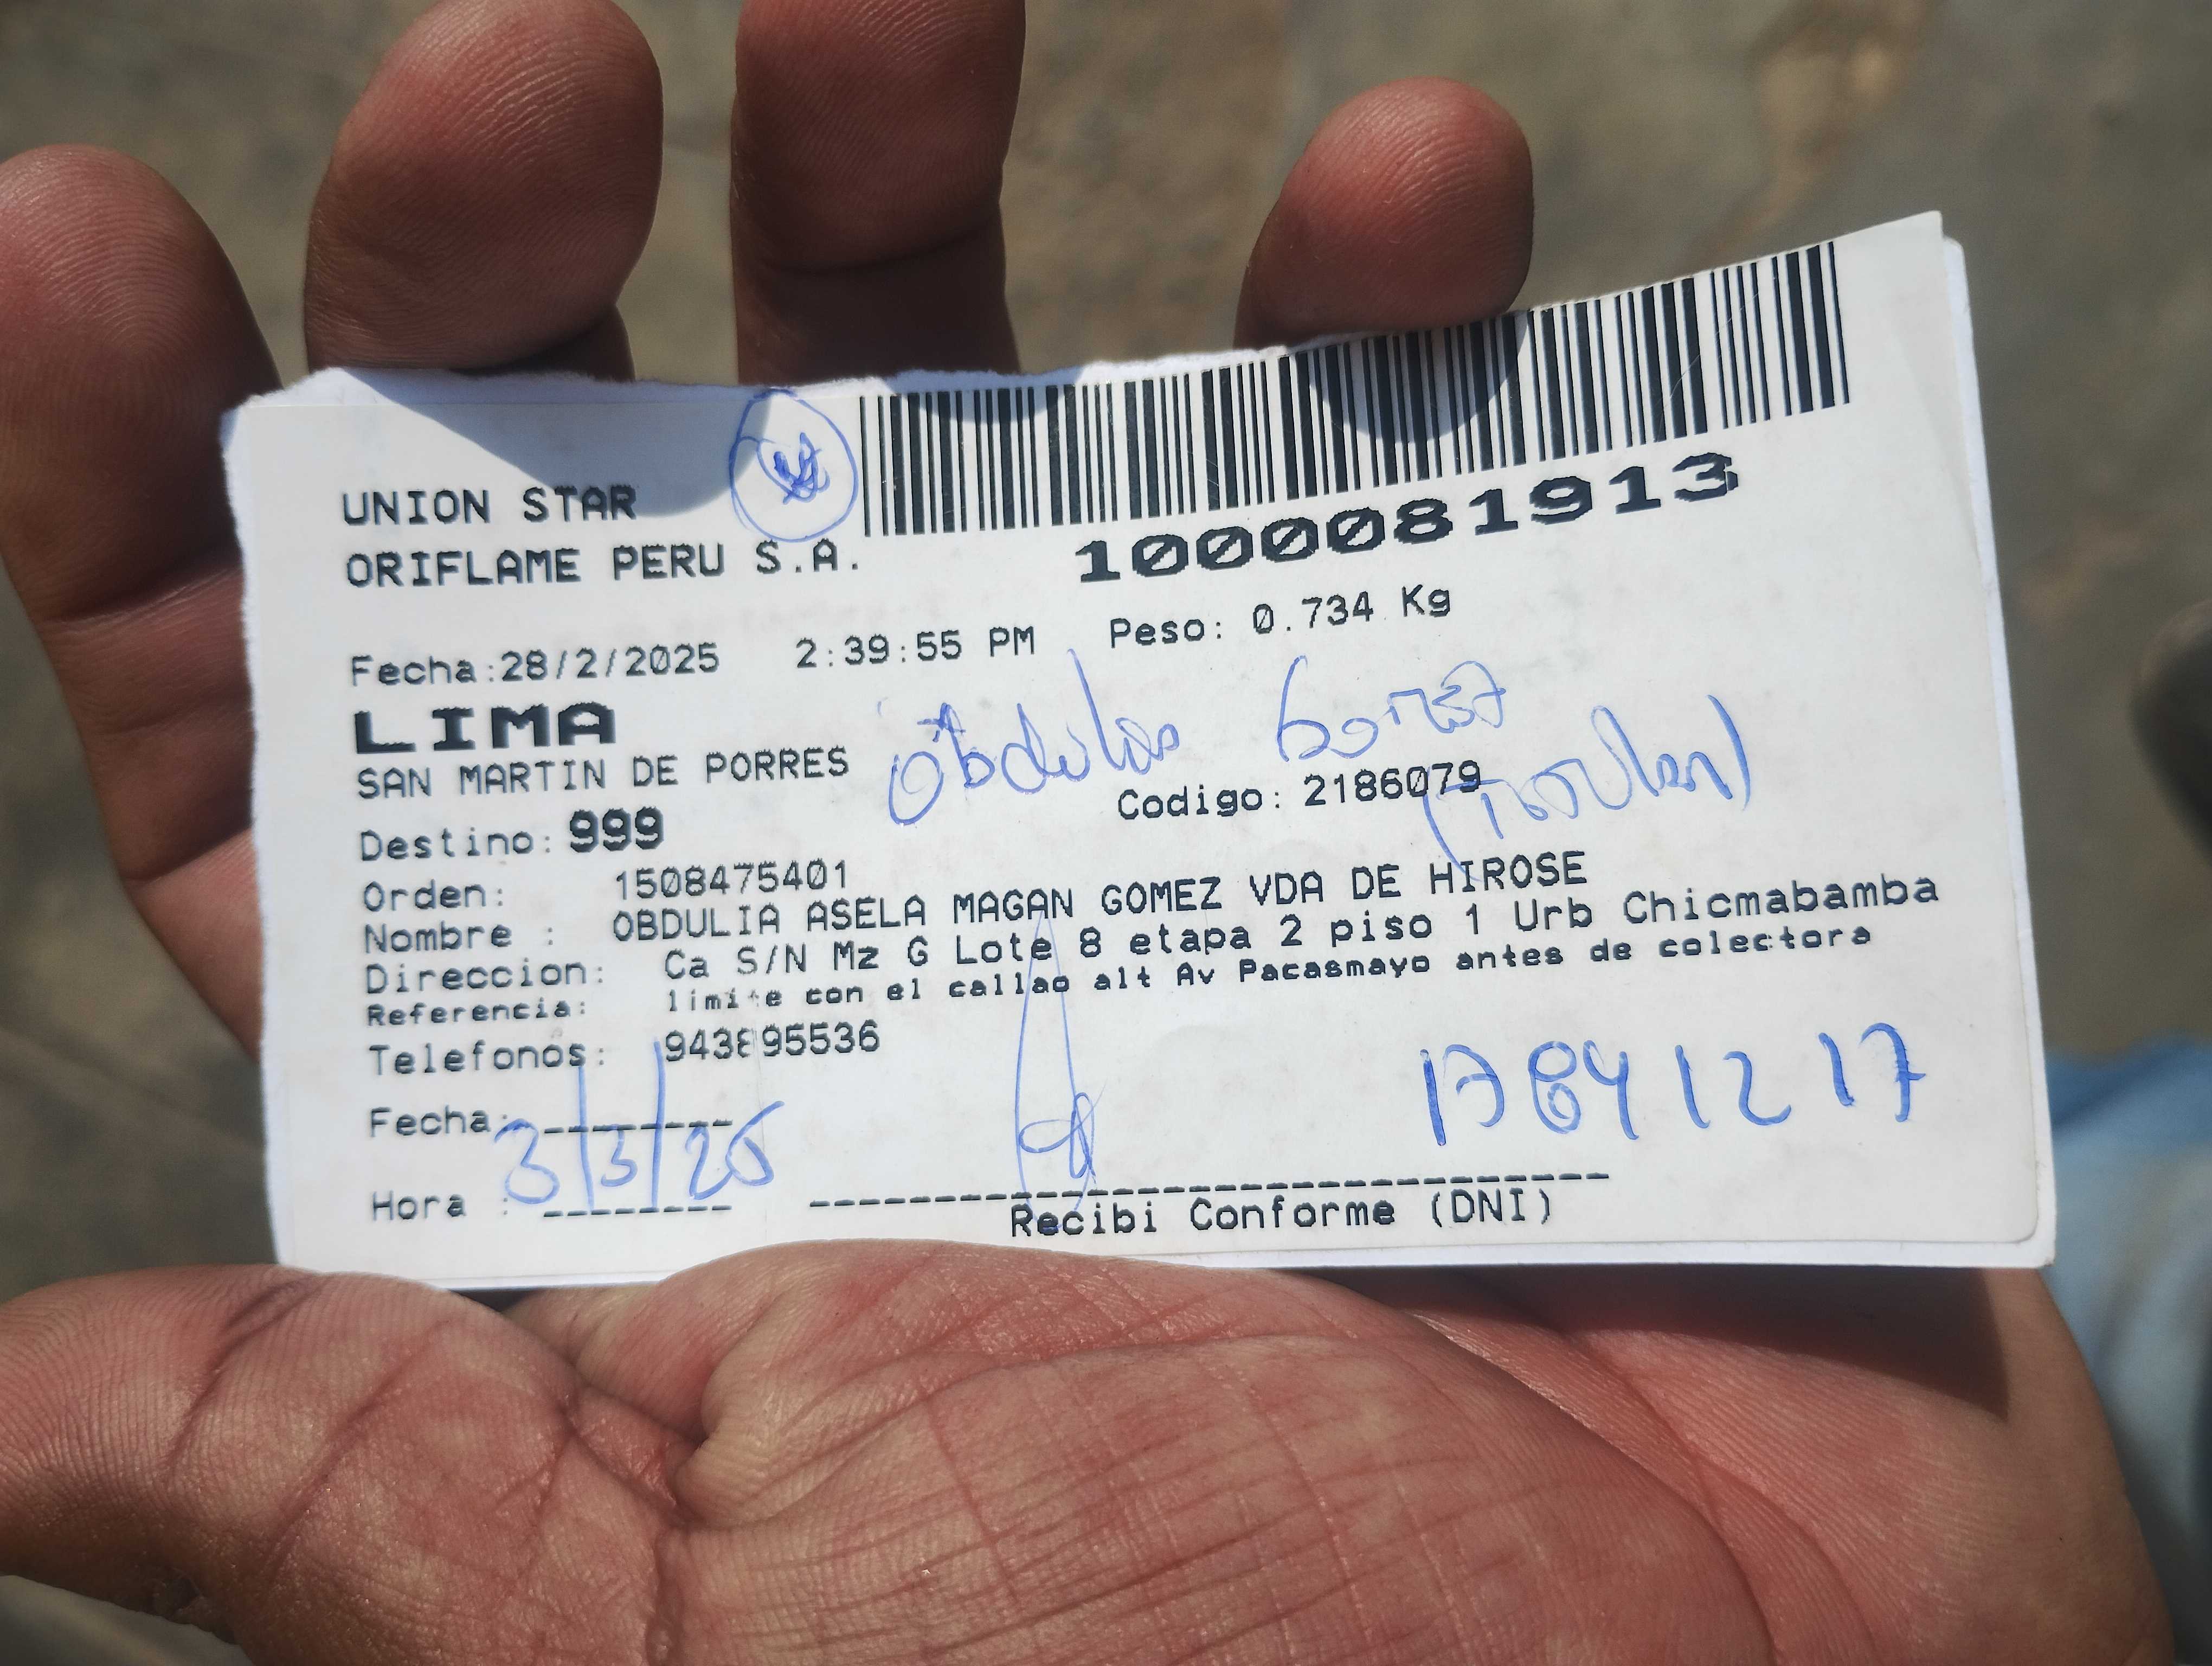 UNION STAR
ORIFLAME PERU S.A.
1000081913
Fecha:28/2/2025 2:39:55 PM Peso: 0.734 Kg
LIMA
SAN MARTIN DE PORRES
Destino: 999 Codigo: 2186079
Orden: 1508475401
Nombre : OBDULIA ASELA MAGAN GOMEZ VDA DE HIROSE
Direccion: Ca S/N Mz G Lote 8 etapa 2 piso 1 Urb Chicmabamba
Referencia: limite con el callao alt Av Pacasmayo antes de colectora
Telefonos: 943895536
Fecha: 3/3/25
Hora :
Recibi Conforme (DNI)